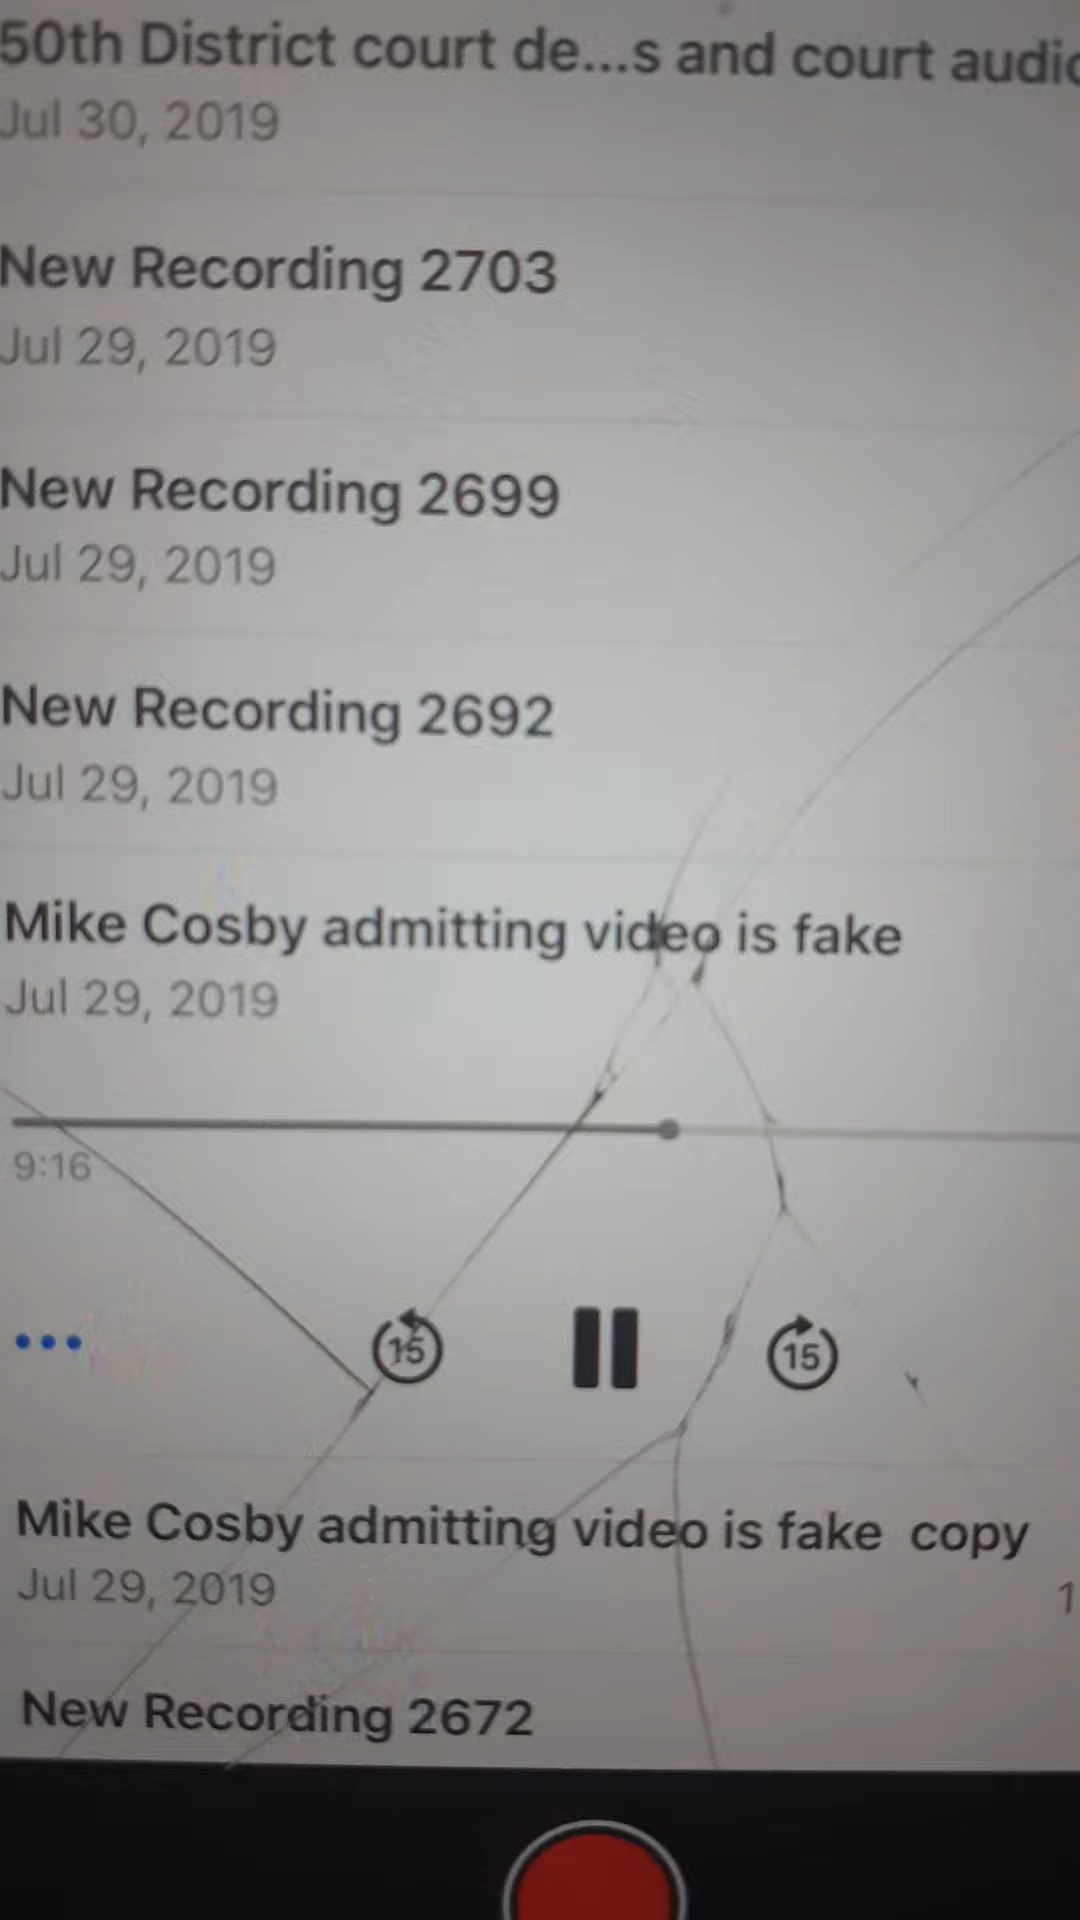 50th District court de...s and court audio
Jul 30, 2019
New Recording 2703
Jul 29, 2019
New Recording 2699
Jul 29, 2019
New Recording 2692
Jul 29, 2019
Mike Cosby admitting video is fake
Jul 29, 2019
9:16
15
15
Mike Cosby admitting video is fake copy
Jul 29, 2019
1
New Recording 2672